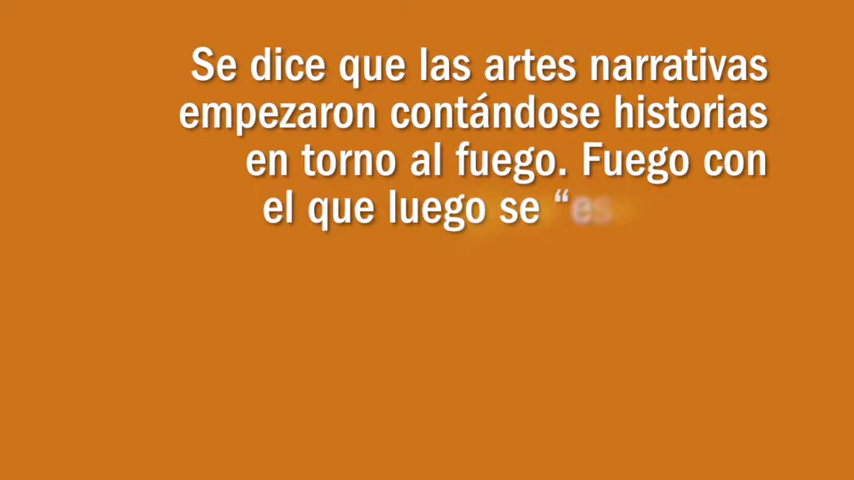 Se dice que las artes narrativas
empezaron contándose historias
en torno al fuego. Fuego con
el que luego se “es